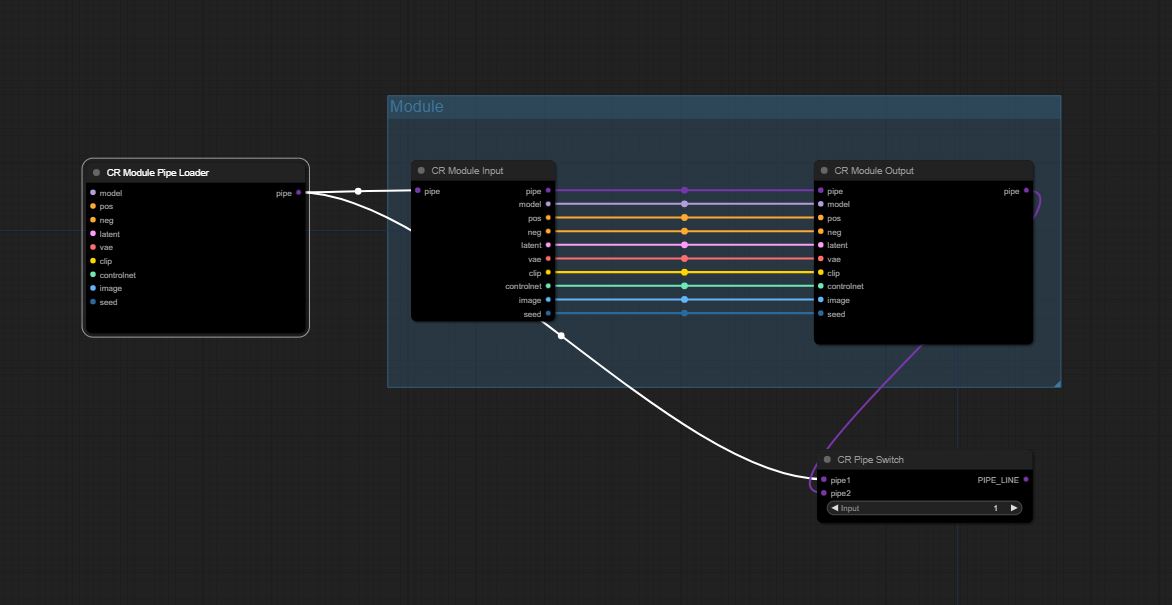 Module
CR Module Pipe Loader
model pipe
pos
neg
latent
vae
clip
controlnet
image
seed
CR Module Input
pipe pipe
model
pos
neg
latent
vae
clip
controlnet
image
seed
CR Module Output
pipe pipe
model
pos
neg
latent
vae
clip
controlnet
image
seed
CR Pipe Switch
pipe1 PIPE_LINE
pipe2
Input 1